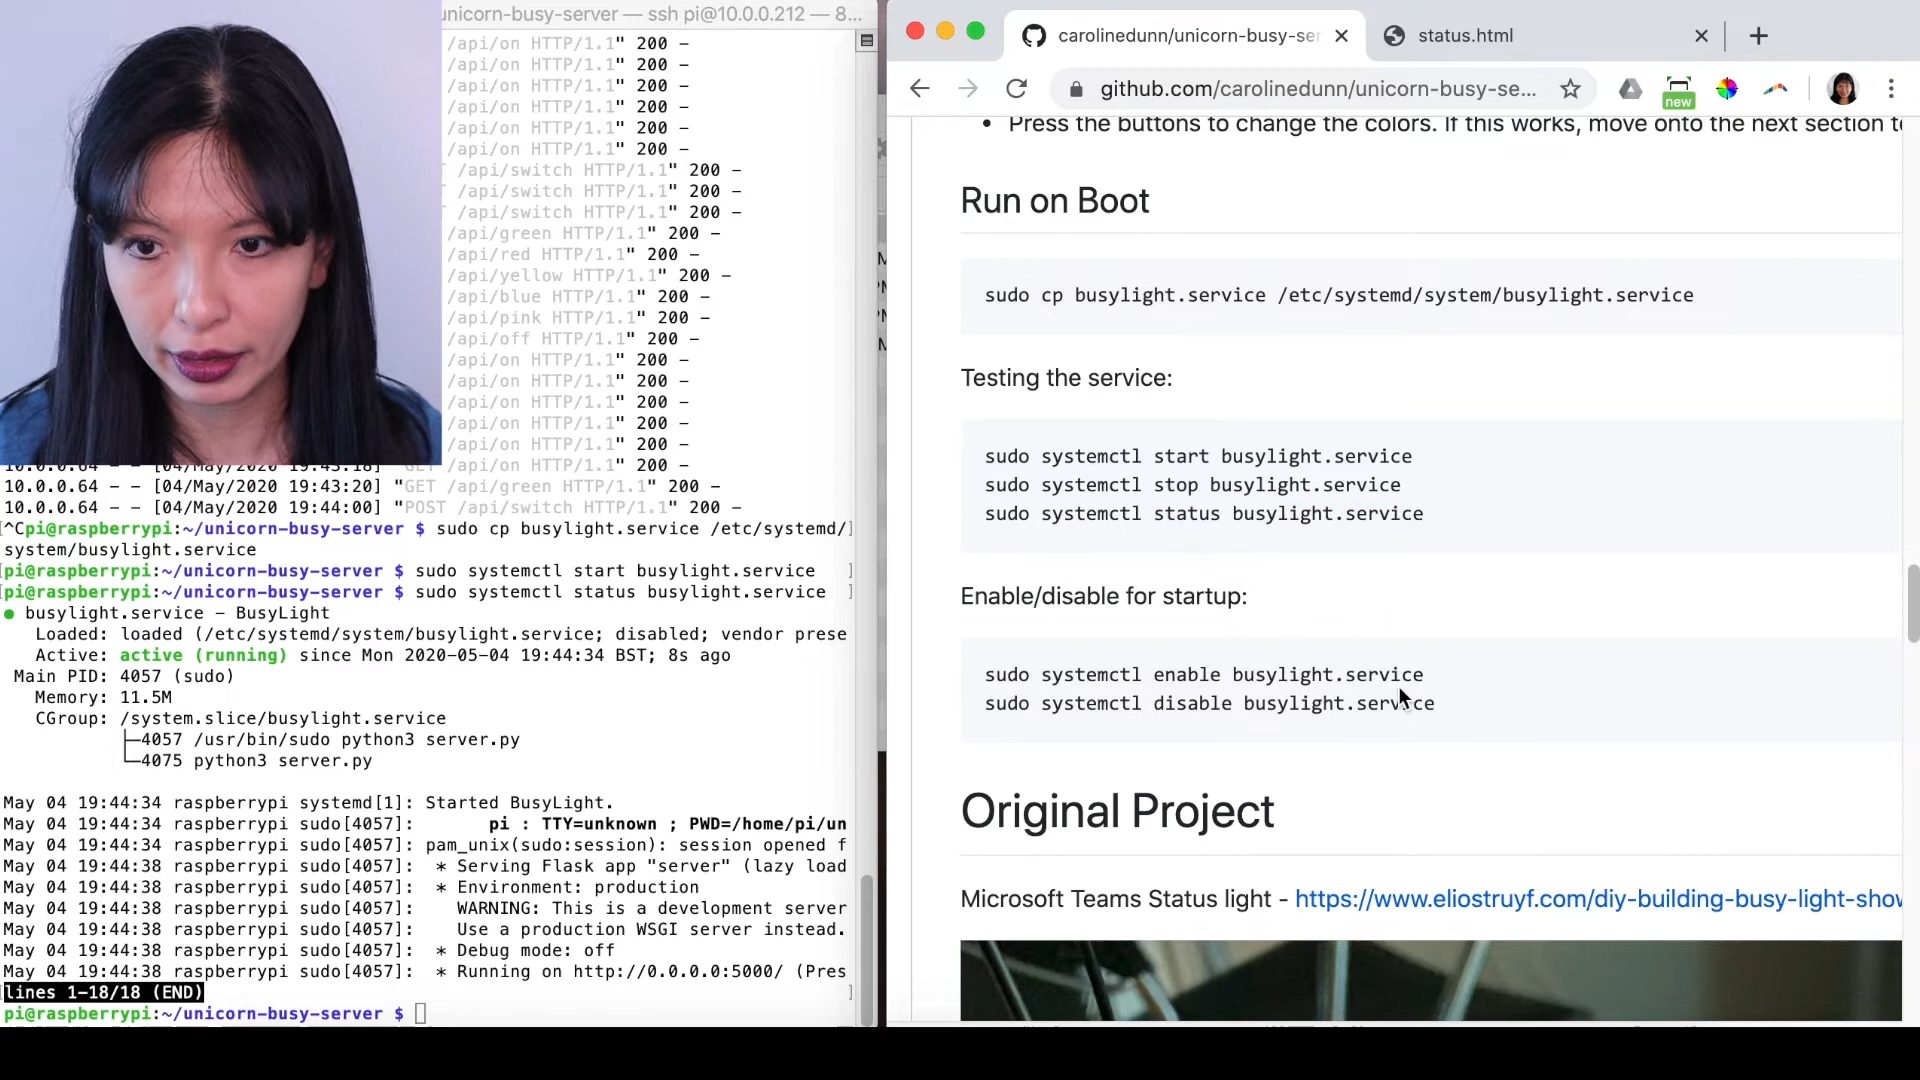 unicorn-busy-server — ssh pi@10.0.0.212 — 8...
/api/on HTTP/1.1" 200 -
/api/on HTTP/1.1" 200 -
/api/on HTTP/1.1" 200 -
/api/on HTTP/1.1" 200 -
/api/on HTTP/1.1" 200 -
/api/on HTTP/1.1" 200 -
/api/switch HTTP/1.1" 200 -
/api/switch HTTP/1.1" 200 -
/api/switch HTTP/1.1" 200 -
/api/green HTTP/1.1" 200 -
/api/red HTTP/1.1" 200 -
/api/yellow HTTP/1.1" 200 -
/api/blue HTTP/1.1" 200 -
/api/pink HTTP/1.1" 200 -
/api/off HTTP/1.1" 200 -
/api/on HTTP/1.1" 200 -
/api/on HTTP/1.1" 200 -
/api/on HTTP/1.1" 200 -
/api/on HTTP/1.1" 200 -
/api/on HTTP/1.1" 200 -
10.0.0.64 - - [04/May/2020 19:43:18] "GET /api/on HTTP/1.1" 200 -
10.0.0.64 - - [04/May/2020 19:43:20] "GET /api/green HTTP/1.1" 200 -
10.0.0.64 - - [04/May/2020 19:44:00] "POST /api/switch HTTP/1.1" 200 -
[^Cpi@raspberrypi:~/unicorn-busy-server $ sudo cp busylight.service /etc/systemd/]
system/busylight.service
[pi@raspberrypi:~/unicorn-busy-server $ sudo systemctl start busylight.service ]
[pi@raspberrypi:~/unicorn-busy-server $ sudo systemctl status busylight.service ]
● busylight.service - BusyLight
Loaded: loaded (/etc/systemd/system/busylight.service; disabled; vendor prese
Active: active (running) since Mon 2020-05-04 19:44:34 BST; 8s ago
Main PID: 4057 (sudo)
Memory: 11.5M
CGroup: /system.slice/busylight.service
├─4057 /usr/bin/sudo python3 server.py
└─4075 python3 server.py
May 04 19:44:34 raspberrypi systemd[1]: Started BusyLight.
May 04 19:44:34 raspberrypi sudo[4057]: pi : TTY=unknown ; PWD=/home/pi/un
May 04 19:44:34 raspberrypi sudo[4057]: pam_unix(sudo:session): session opened f
May 04 19:44:38 raspberrypi sudo[4057]: * Serving Flask app "server" (lazy load
May 04 19:44:38 raspberrypi sudo[4057]: * Environment: production
May 04 19:44:38 raspberrypi sudo[4057]: WARNING: This is a development server
May 04 19:44:38 raspberrypi sudo[4057]: Use a production WSGI server instead.
May 04 19:44:38 raspberrypi sudo[4057]: * Debug mode: off
May 04 19:44:38 raspberrypi sudo[4057]: * Running on http://0.0.0.0:5000/ (Pres
[lines 1-18/18 (END) ]
pi@raspberrypi:~/unicorn-busy-server $
carolinedunn/unicorn-busy-ser
status.html
github.com/carolinedunn/unicorn-busy-se...
new
• Press the buttons to change the colors. If this works, move onto the next section t
Run on Boot
sudo cp busylight.service /etc/systemd/system/busylight.service
Testing the service:
sudo systemctl start busylight.service
sudo systemctl stop busylight.service
sudo systemctl status busylight.service
Enable/disable for startup:
sudo systemctl enable busylight.service
sudo systemctl disable busylight.service
Original Project
Microsoft Teams Status light - https://www.eliostruyf.com/diy-building-busy-light-show